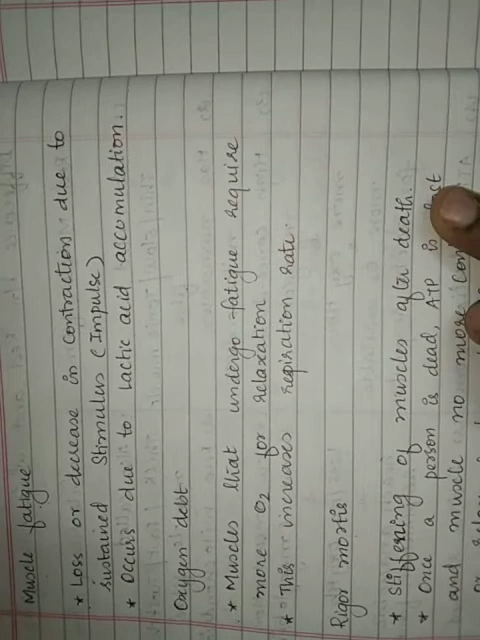 Muscle fatigue
* Loss or decrease in contraction due to
sustained stimulus (Impulse)
* Occurs due to lactic acid accumulation.
Oxygen debt
* Muscles that undergo fatigue require
more O2 for relaxation
* This increases respiration rate.
Rigor mortis
* Stiffening of muscles after death.
* Once a person is dead, ATP is
and muscle no more